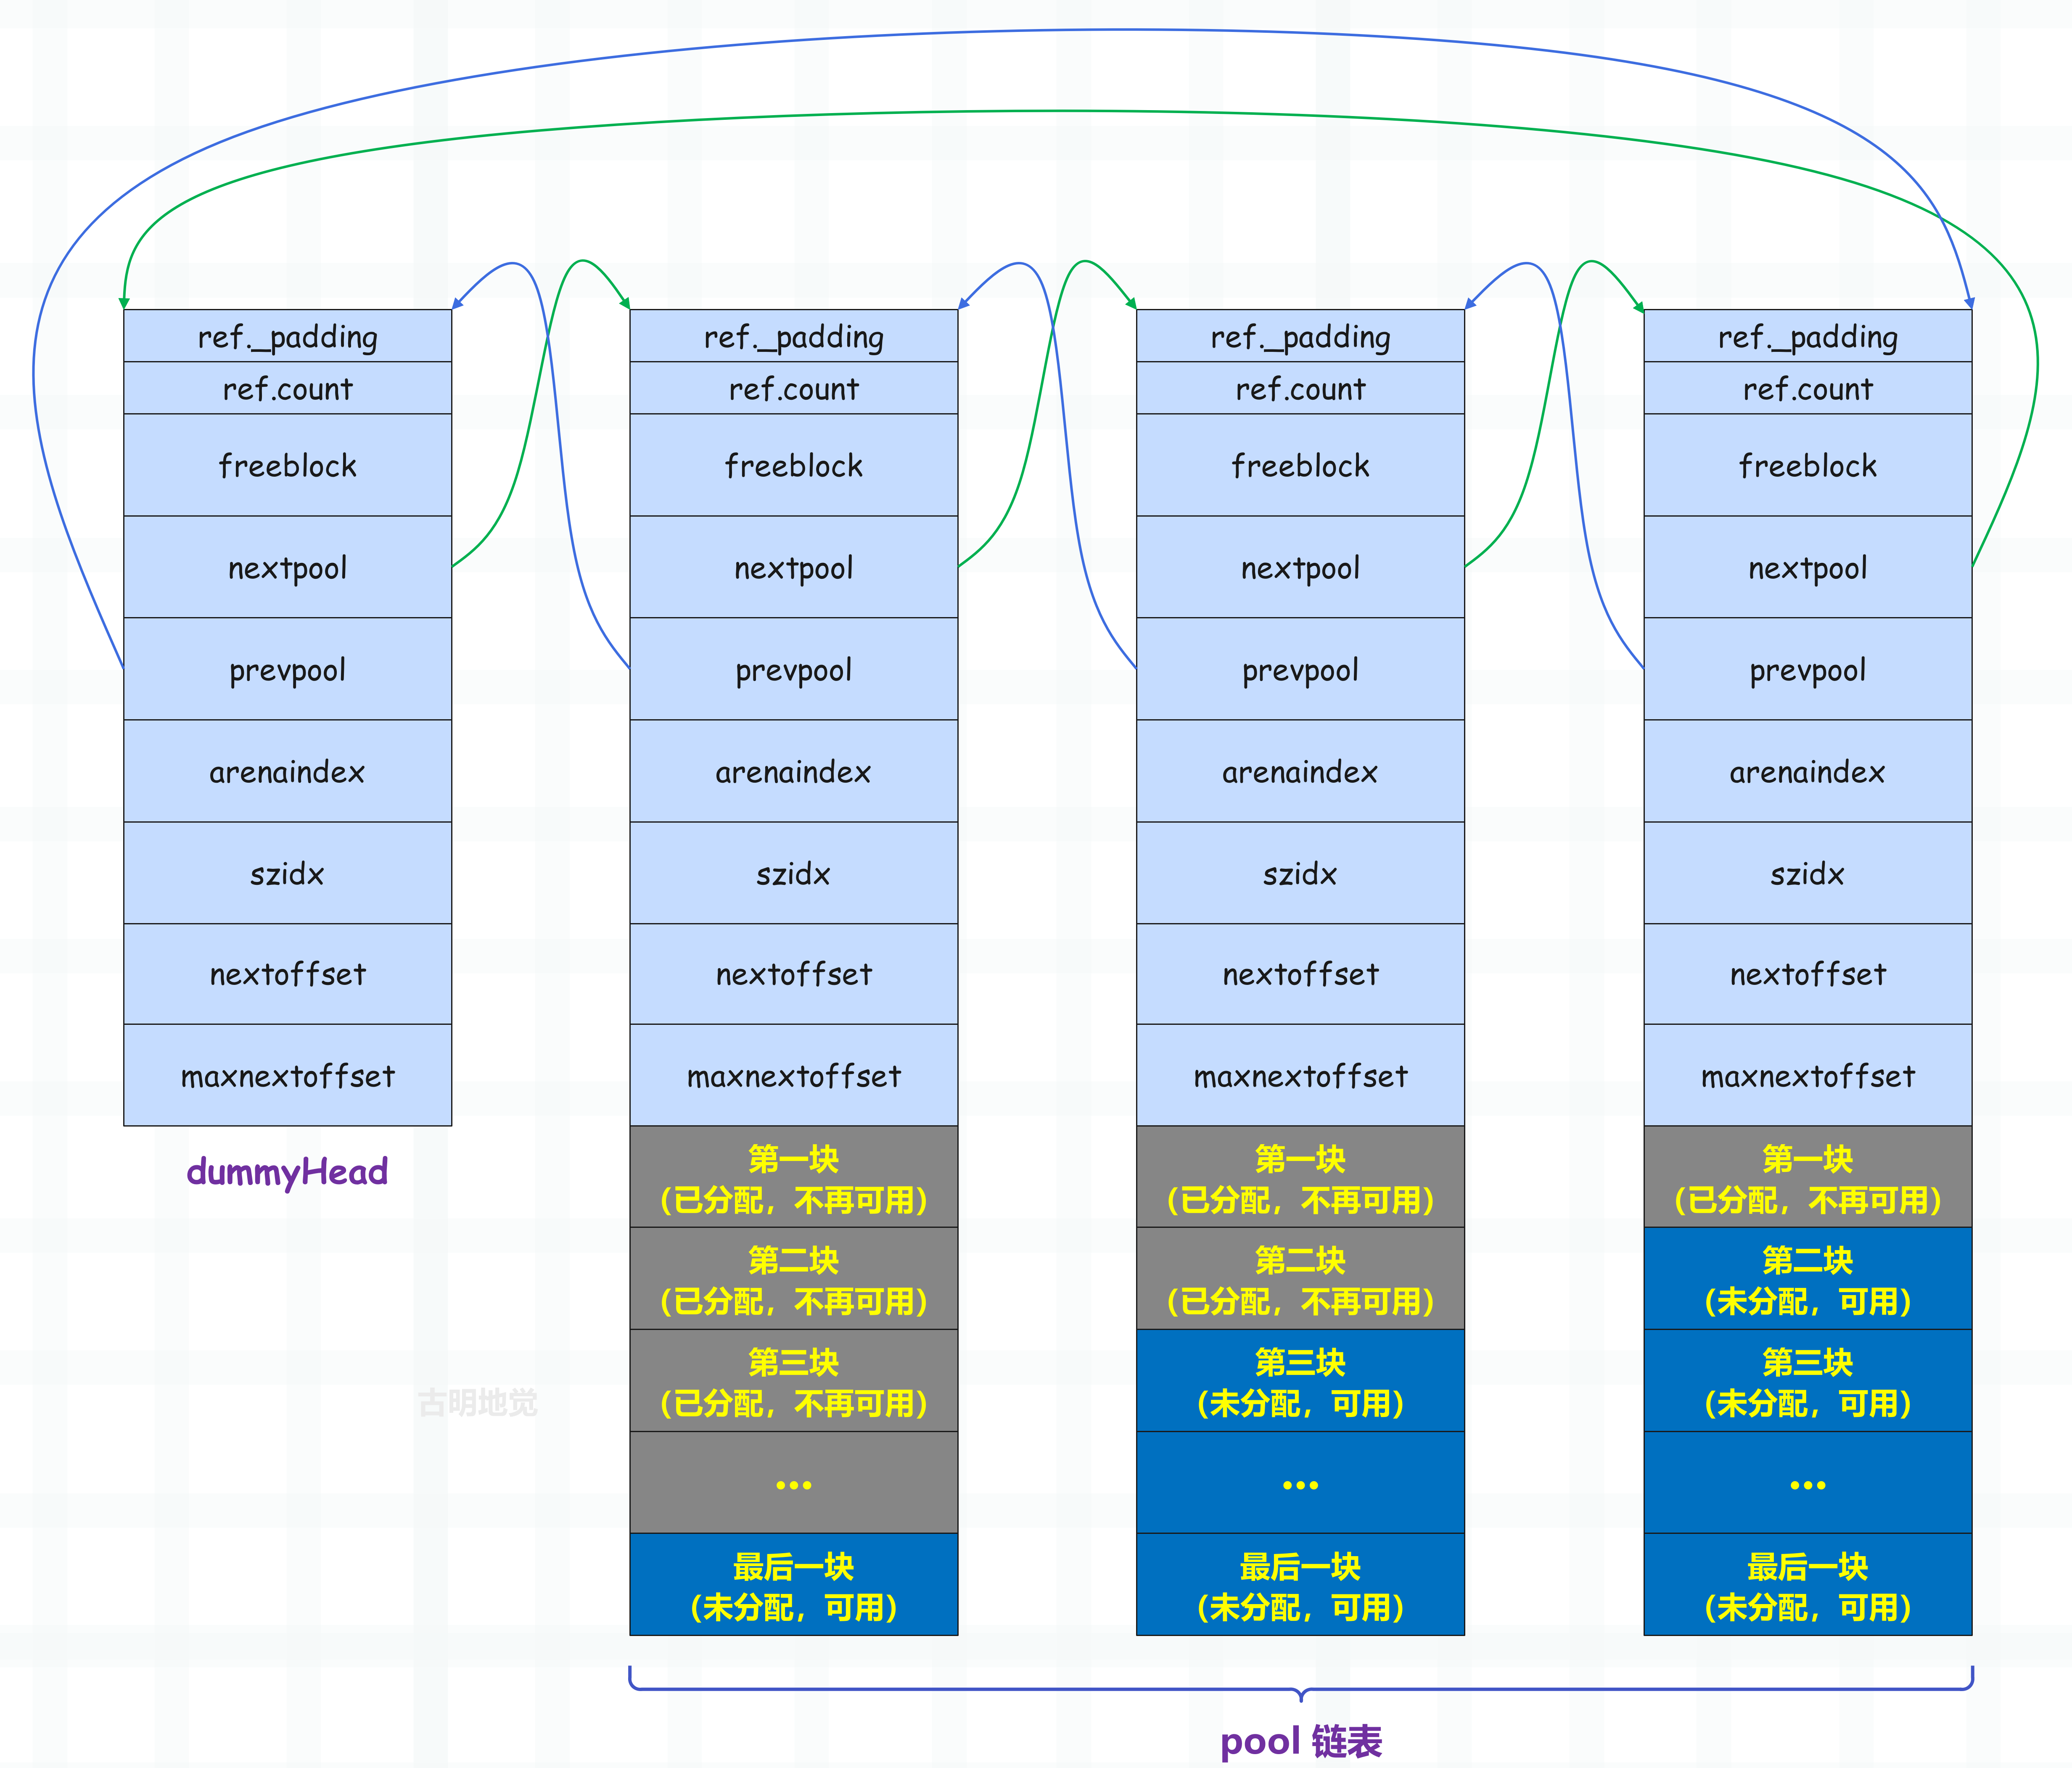 ref._padding
ref.count
freeblock
nextpool
prevpool
arenaindex
szidx
nextoffset
maxnextoffset
dummyHead
ref._padding
ref.count
freeblock
nextpool
prevpool
arenaindex
szidx
nextoffset
maxnextoffset
第一块
(已分配，不再可用)
第二块
(已分配，不再可用)
第三块
(已分配，不再可用)
...
最后一块
(未分配，可用)
ref._padding
ref.count
freeblock
nextpool
prevpool
arenaindex
szidx
nextoffset
maxnextoffset
第一块
(已分配，不再可用)
第二块
(已分配，不再可用)
第三块
(未分配，可用)
...
最后一块
(未分配，可用)
ref._padding
ref.count
freeblock
nextpool
prevpool
arenaindex
szidx
nextoffset
maxnextoffset
第一块
(已分配，不再可用)
第二块
(未分配，可用)
第三块
(未分配，可用)
...
最后一块
(未分配，可用)
古明地觉
pool 链表